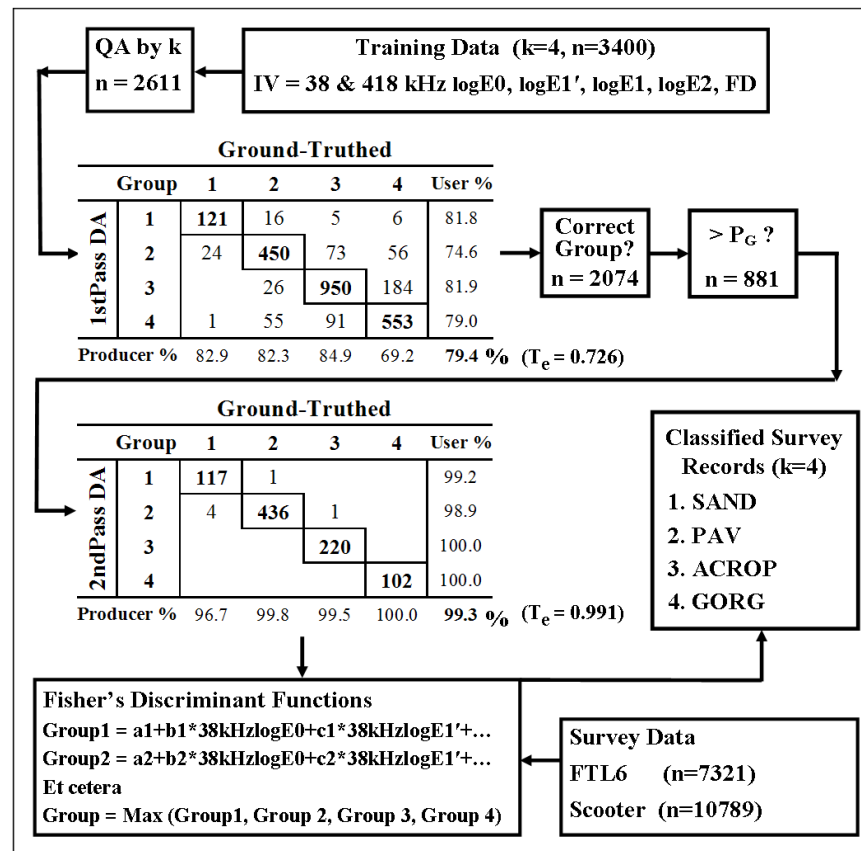 QA by k
n = 2611
Training Data (k=4, n=3400)
IV = 38 & 418 kHz logE0, logE1′, logE1, logE2, FD
Ground-Truthed
Group 1 2 3 4 User %
1stPass DA
1 121 16 5 6 81.8
2 24 450 73 56 74.6
3 26 950 184 81.9
4 1 55 91 553 79.0
Producer % 82.9 82.3 84.9 69.2 79.4 % (Te = 0.726)
Correct
Group?
n = 2074
> PG ?
n = 881
Ground-Truthed
Group 1 2 3 4 User %
2ndPass DA
1 117 1 99.2
2 4 436 1 98.9
3 220 100.0
4 102 100.0
Producer % 96.7 99.8 99.5 100.0 99.3 % (Te = 0.991)
Classified Survey
Records (k=4)
1. SAND
2. PAV
3. ACROP
4. GORG
Fisher's Discriminant Functions
Group1 = a1+b1*38kHzlogE0+c1*38kHzlogE1′+...
Group2 = a2+b2*38kHzlogE0+c2*38kHzlogE1′+...
Et cetera
Group = Max (Group1, Group 2, Group 3, Group 4)
Survey Data
FTL6 (n=7321)
Scooter (n=10789)